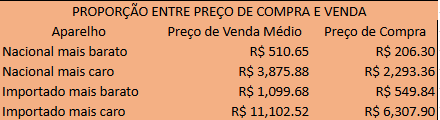 PROPORÇÃO ENTRE PREÇO DE COMPRA E VENDA
Aparelho Preço de Venda Médio Preço de Compra
Nacional mais barato R$ 510.65 R$ 206.30
Nacional mais caro R$ 3,875.88 R$ 2,293.36
Importado mais barato R$ 1,099.68 R$ 549.84
Importado mais caro R$ 11,102.52 R$ 6,307.90